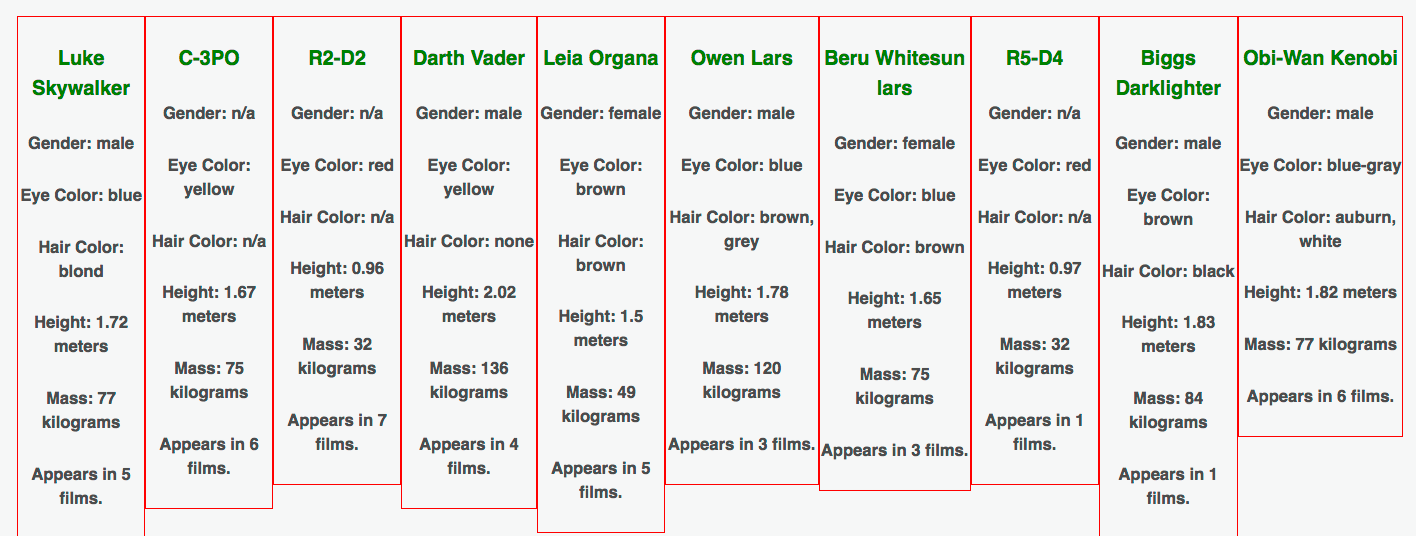 Luke
Skywalker
Gender: male
Eye Color: blue
Hair Color:
blond
Height: 1.72
meters
Mass: 77
kilograms
Appears in 5
films.
C-3PO
Gender: n/a
Eye Color:
yellow
Hair Color: n/a
Height: 1.67
meters
Mass: 75
kilograms
Appears in 6
films.
R2-D2
Gender: n/a
Eye Color: red
Hair Color: n/a
Height: 0.96
meters
Mass: 32
kilograms
Appears in 7
films.
Darth Vader
Gender: male
Eye Color:
yellow
Hair Color: none
Height: 2.02
meters
Mass: 136
kilograms
Appears in 4
films.
Leia Organa
Gender: female
Eye Color:
brown
Hair Color:
brown
Height: 1.5
meters
Mass: 49
kilograms
Appears in 5
films.
Owen Lars
Gender: male
Eye Color: blue
Hair Color: brown,
grey
Height: 1.78
meters
Mass: 120
kilograms
Appears in 3 films.
Beru Whitesun
lars
Gender: female
Eye Color: blue
Hair Color: brown
Height: 1.65
meters
Mass: 75
kilograms
Appears in 3 films.
R5-D4
Gender: n/a
Eye Color: red
Hair Color: n/a
Height: 0.97
meters
Mass: 32
kilograms
Appears in 1
films.
Biggs
Darklighter
Gender: male
Eye Color:
brown
Hair Color: black
Height: 1.83
meters
Mass: 84
kilograms
Appears in 1
films.
Obi-Wan Kenobi
Gender: male
Eye Color: blue-gray
Hair Color: auburn,
white
Height: 1.82 meters
Mass: 77 kilograms
Appears in 6 films.